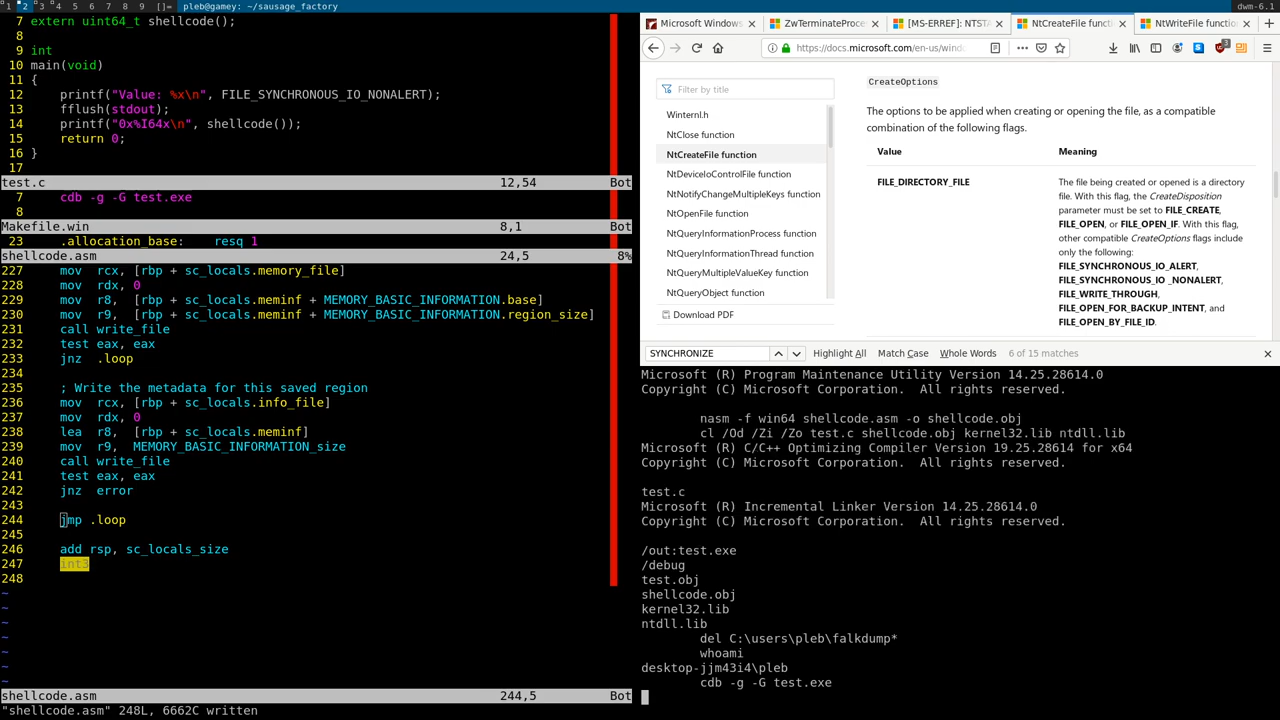 1 2 3 4 5 6 7 8 9 []= pleb@gamey: ~/sausage_factory
dwm-6.1
7 extern uint64_t shellcode();
8
9 int
10 main(void)
11 {
12 printf("Value: %x\n", FILE_SYNCHRONOUS_IO_NONALERT);
13 fflush(stdout);
14 printf("0x%I64x\n", shellcode());
15 return 0;
16 }
17
test.c 12,54 Bot
7 cdb -g -G test.exe
8
Makefile.win 8,1 Bot
23 .allocation_base: resq 1
shellcode.asm 24,5 8%
227 mov rcx, [rbp + sc_locals.memory_file]
228 mov rdx, 0
229 mov r8, [rbp + sc_locals.meminf + MEMORY_BASIC_INFORMATION.base]
230 mov r9, [rbp + sc_locals.meminf + MEMORY_BASIC_INFORMATION.region_size]
231 call write_file
232 test eax, eax
233 jnz .loop
234
235 ; Write the metadata for this saved region
236 mov rcx, [rbp + sc_locals.info_file]
237 mov rdx, 0
238 lea r8, [rbp + sc_locals.meminf]
239 mov r9, MEMORY_BASIC_INFORMATION_size
240 call write_file
241 test eax, eax
242 jnz error
243
244 jmp .loop
245
246 add rsp, sc_locals_size
247 int3
248
~
~
~
~
~
~
~
shellcode.asm 244,5 Bot
"shellcode.asm" 248L, 6662C written
Microsoft Windows
ZwTerminateProce
[MS-ERREF]: NTSTA
NtCreateFile functi
NtWriteFile functio
https://docs.microsoft.com/en-us/wind
3
Filter by title
Winternl.h
NtClose function
NtCreateFile function
NtDeviceIoControlFile function
NtNotifyChangeMultipleKeys function
NtOpenFile function
NtQueryInformationProcess function
NtQueryInformationThread function
NtQueryMultipleValueKey function
NtQueryObject function
Download PDF
CreateOptions
The options to be applied when creating or opening the file, as a compatible
combination of the following flags.
Value Meaning
FILE_DIRECTORY_FILE
The file being created or opened is a directory
file. With this flag, the CreateDisposition
parameter must be set to FILE_CREATE,
FILE_OPEN, or FILE_OPEN_IF. With this flag,
other compatible CreateOptions flags include
only the following:
FILE_SYNCHRONOUS_IO_ALERT,
FILE_SYNCHRONOUS_IO _NONALERT,
FILE_WRITE_THROUGH,
FILE_OPEN_FOR_BACKUP_INTENT, and
FILE_OPEN_BY_FILE_ID.
SYNCHRONIZE Highlight All Match Case Whole Words 6 of 15 matches
Microsoft (R) Program Maintenance Utility Version 14.25.28614.0
Copyright (C) Microsoft Corporation. All rights reserved.
nasm -f win64 shellcode.asm -o shellcode.obj
cl /Od /Zi /Zo test.c shellcode.obj kernel32.lib ntdll.lib
Microsoft (R) C/C++ Optimizing Compiler Version 19.25.28614 for x64
Copyright (C) Microsoft Corporation. All rights reserved.
test.c
Microsoft (R) Incremental Linker Version 14.25.28614.0
Copyright (C) Microsoft Corporation. All rights reserved.
/out:test.exe
/debug
test.obj
shellcode.obj
kernel32.lib
ntdll.lib
del C:\users\pleb\falkdump*
whoami
desktop-jjm43i4\pleb
cdb -g -G test.exe